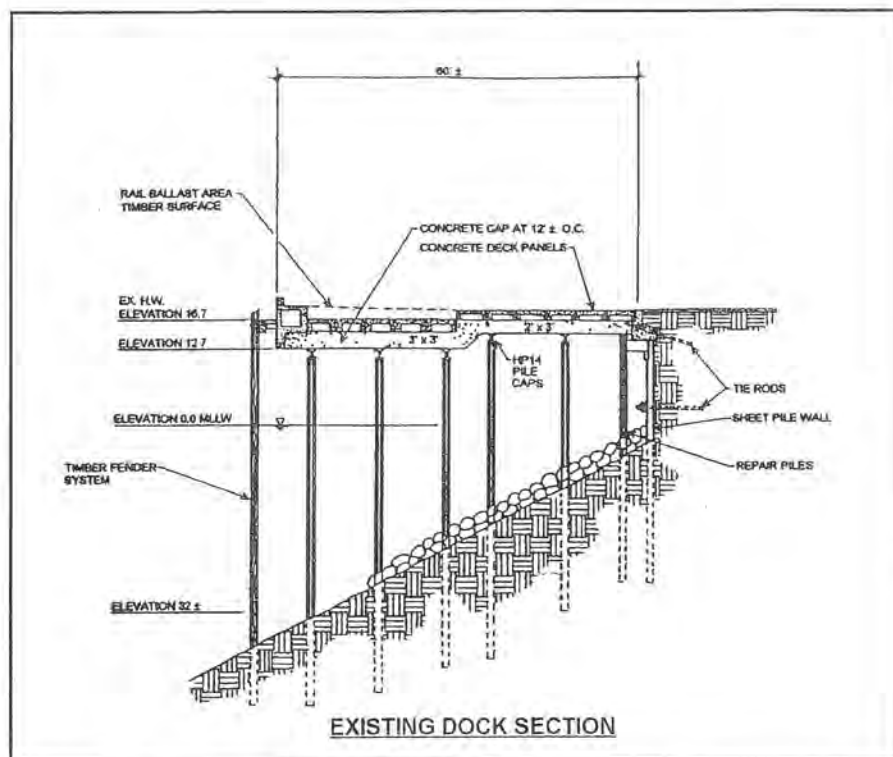 60' ±
RAIL BALLAST AREA
TIMBER SURFACE
CONCRETE CAP AT 12' ± O.C.
CONCRETE DECK PANELS
EX. H.W.
ELEVATION 16.7
ELEVATION 12.7
3' x 3'
2' x 3'
HP14
PILE
CAPS
TIE RODS
ELEVATION 0.0 MLLW
SHEET PILE WALL
REPAIR PILES
TIMBER FENDER
SYSTEM
ELEVATION 32 ±
EXISTING DOCK SECTION